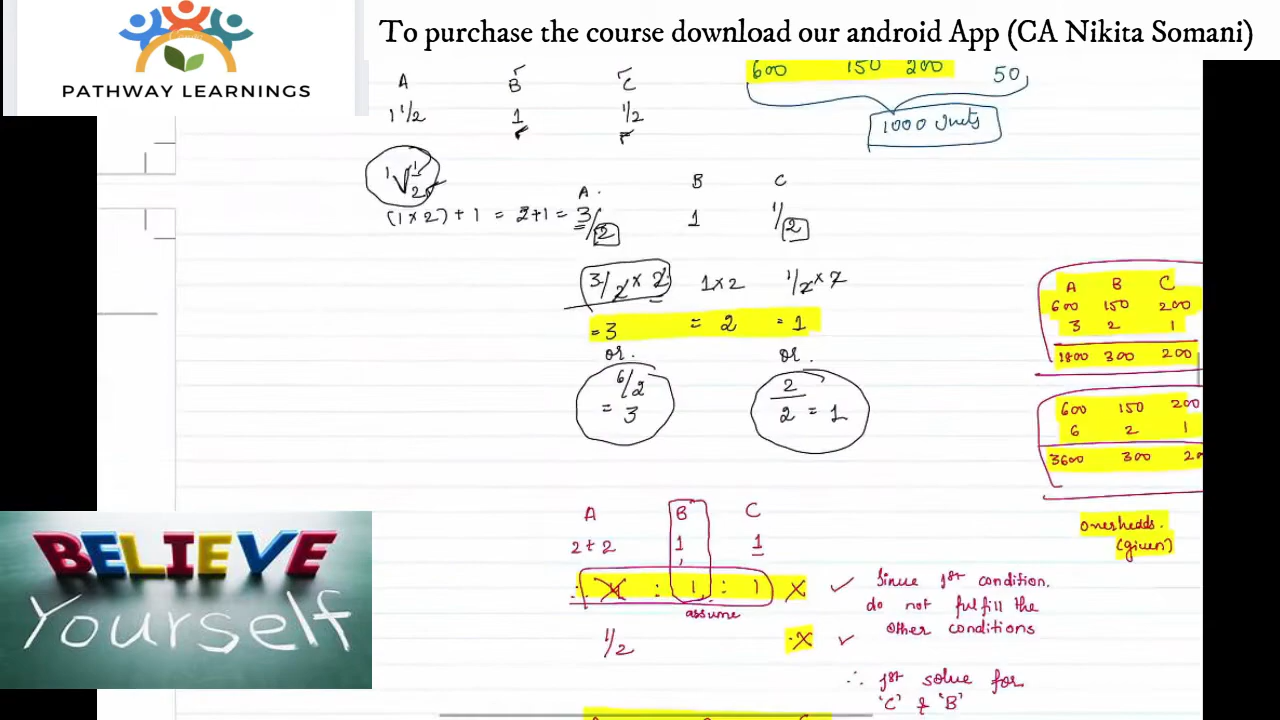 To purchase the course download our android App (CA Nikita Somani)
PATHWAY LEARNINGS
600 150 200 50
1000 units
A B C
1 1/2 1 1/2
1 1/2
(1 × 2) + 1 = 2+1 = 3/2 1 1/2
A. B C
3/2 × 2 1×2 1/2 × 2
= 3 = 2 = 1
or. or.
6/2 = 3
2/2 = 1
A B C
600 150 200
3 2 1
1800 300 200
600 150 200
6 2 1
3600 300 20
overheads.
(given)
A B C
2+2 1 1
∴ : 1 : 1 X
assume
1/2 X
Since 1st condition.
do not fulfill the
other conditions
∴ 1st solve for
'C' & 'B'
BELIEVE
Yourself